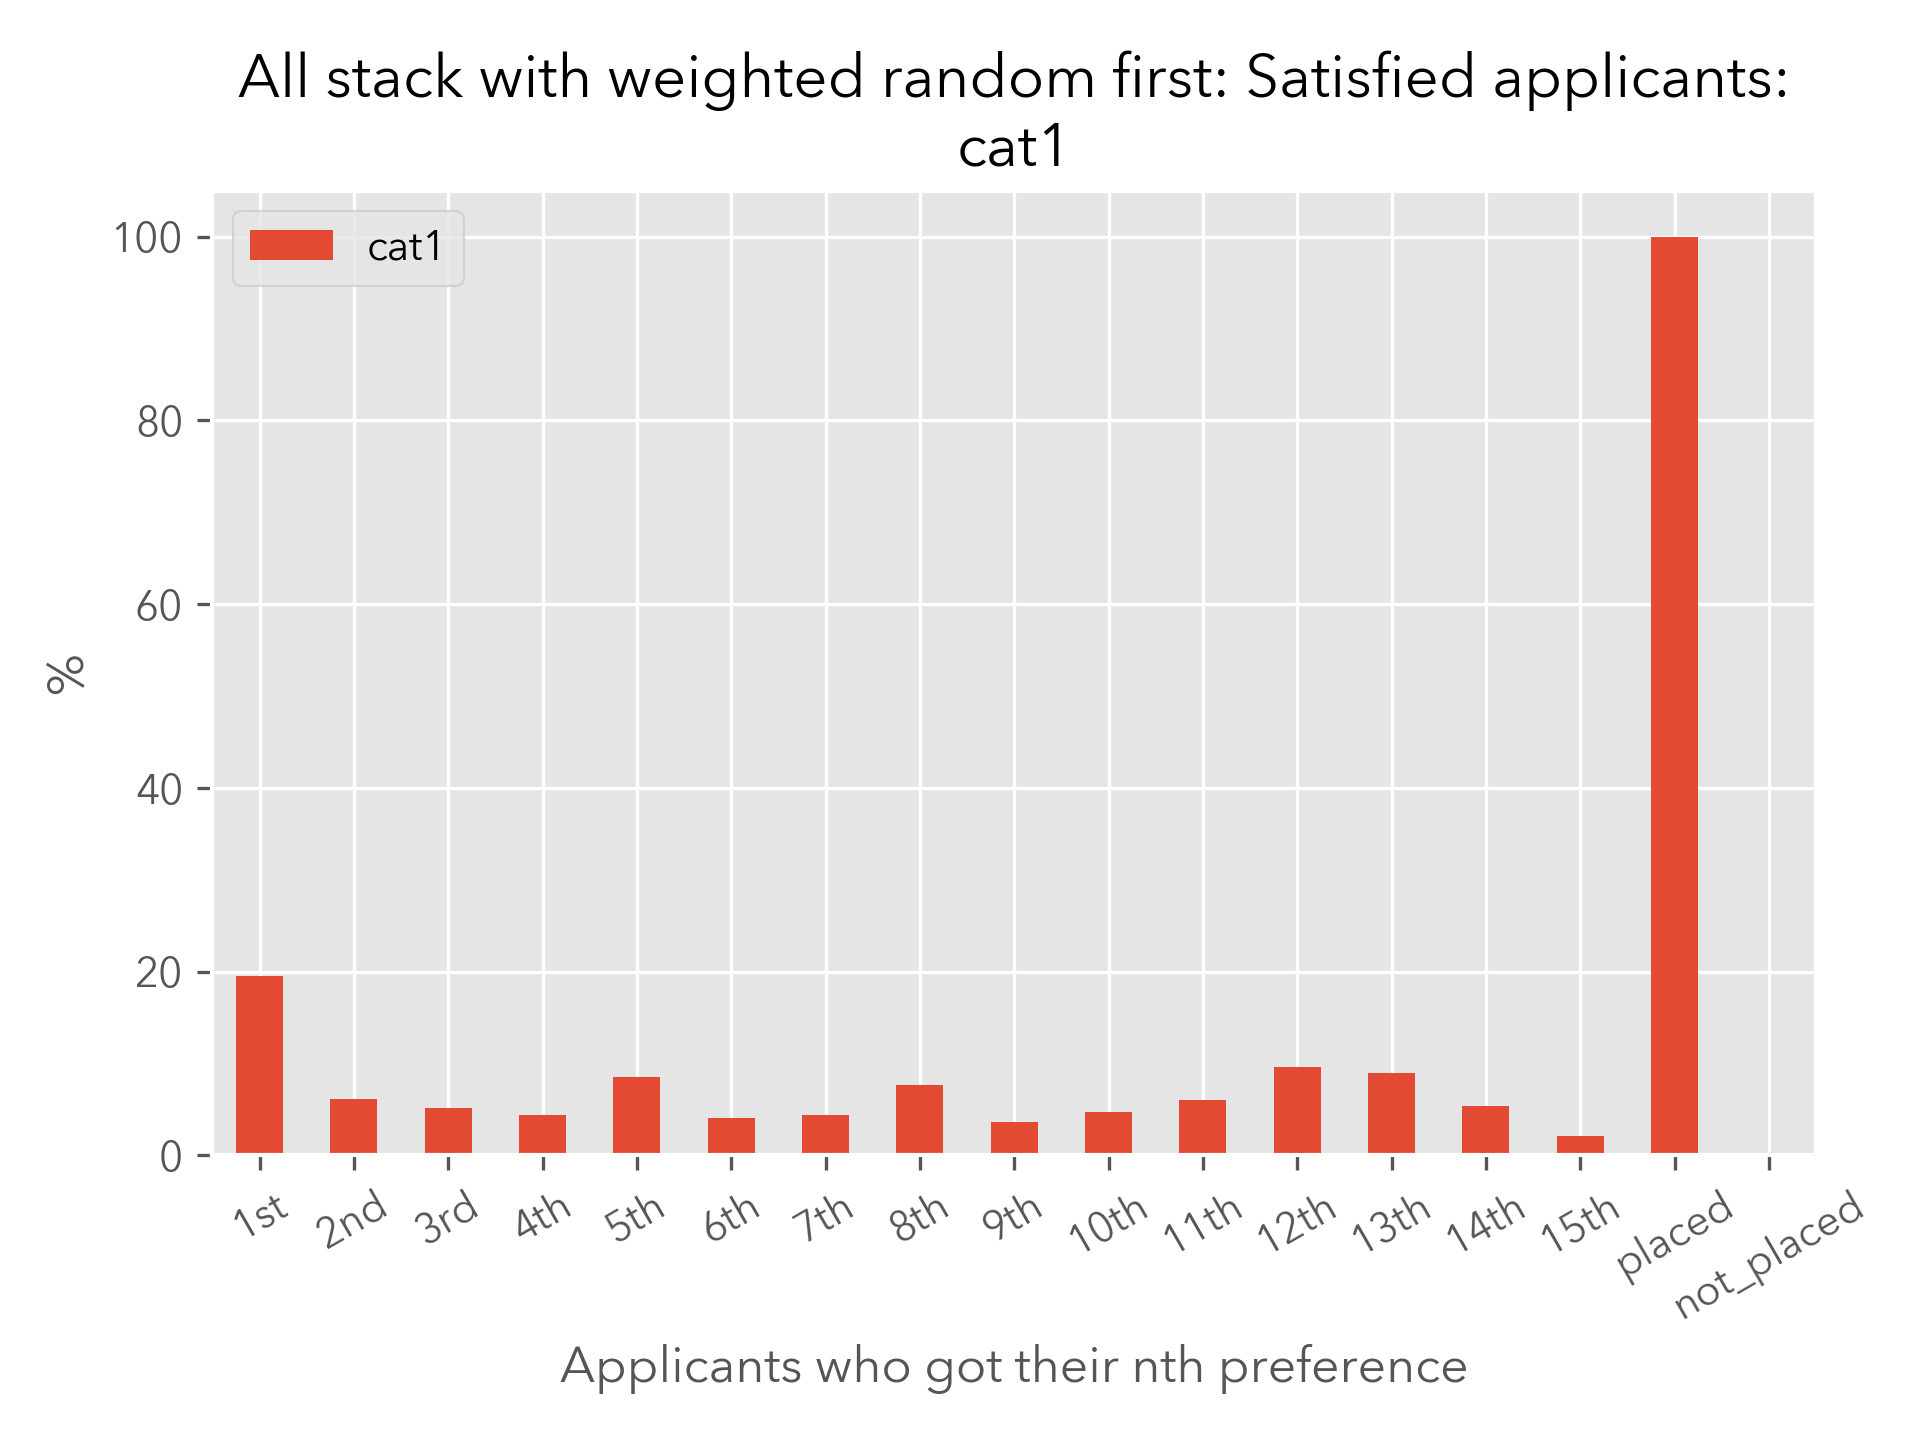 All stack with weighted random first: Satisfied applicants:
cat1
cat1
100
80
60
40
20
0
%
1st 2nd 3rd 4th 5th 6th 7th 8th 9th 10th 11th 12th 13th 14th 15th placed not_placed
Applicants who got their nth preference